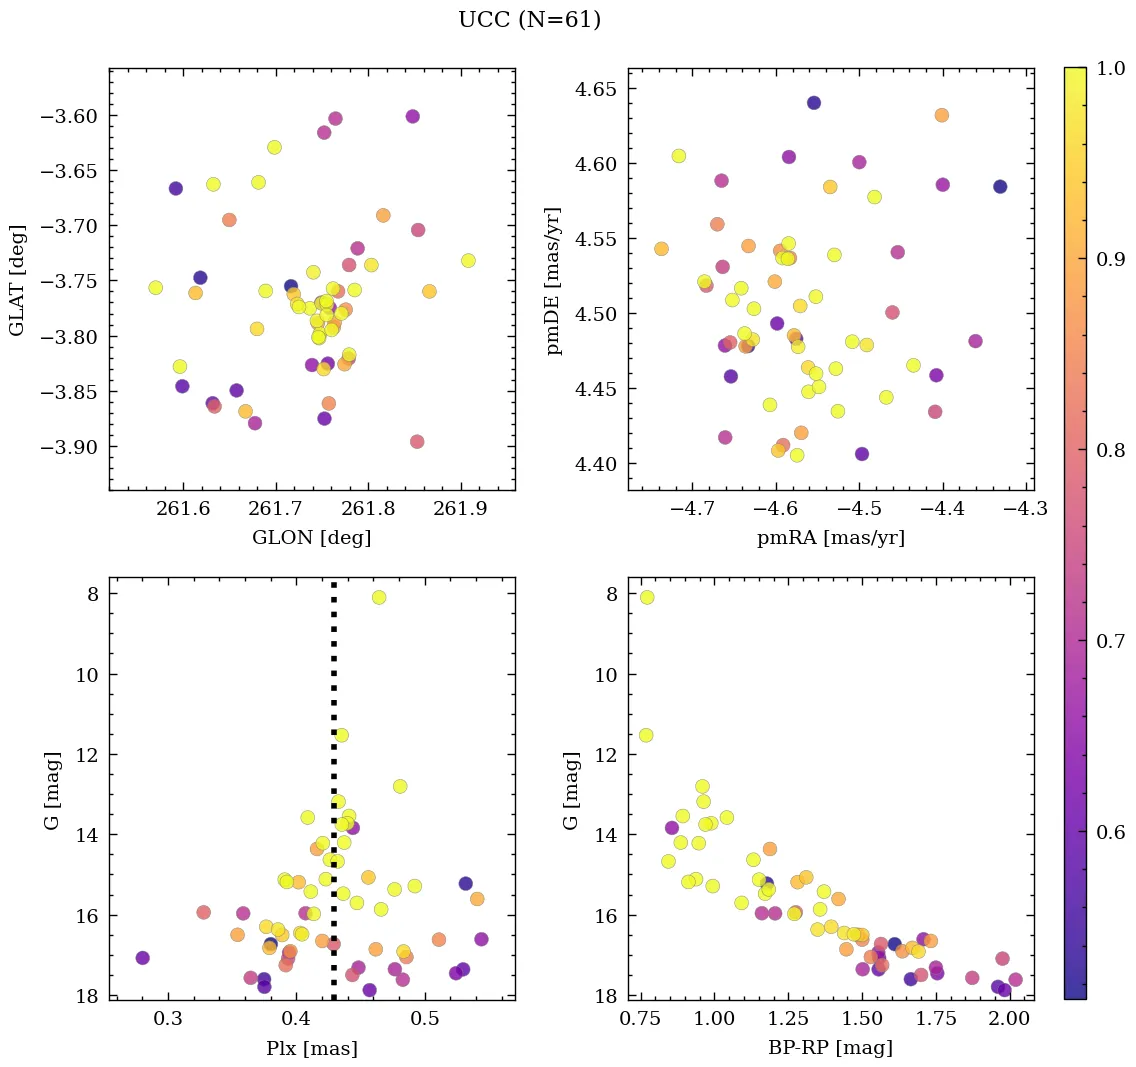 UCC (N=61)
−3.60
−3.65
−3.70
−3.75
−3.80
−3.85
−3.90
GLAT [deg]
261.6 261.7 261.8 261.9
GLON [deg]
4.65
4.60
4.55
4.50
4.45
4.40
pmDE [mas/yr]
−4.7 −4.6 −4.5 −4.4 −4.3
pmRA [mas/yr]
8
10
12
14
16
18
G [mag]
0.3 0.4 0.5
Plx [mas]
8
10
12
14
16
18
G [mag]
0.75 1.00 1.25 1.50 1.75 2.00
BP-RP [mag]
1.0
0.9
0.8
0.7
0.6